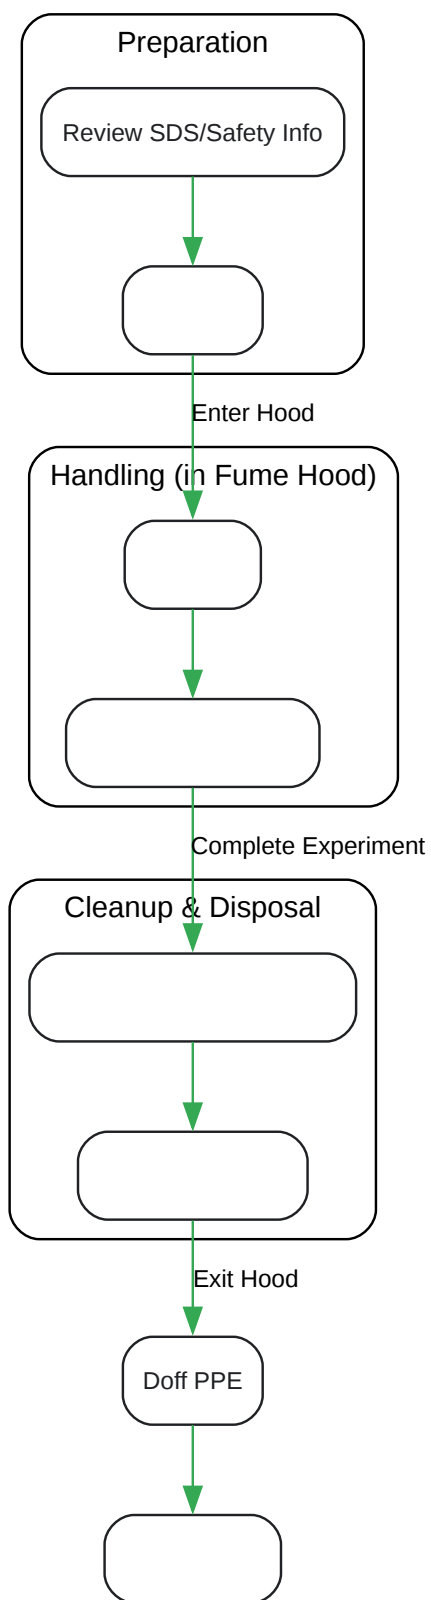 Preparation
Review SDS/Safety Info
Enter Hood
Handling (in Fume Hood)
Complete Experiment
Cleanup & Disposal
Exit Hood
Doff PPE